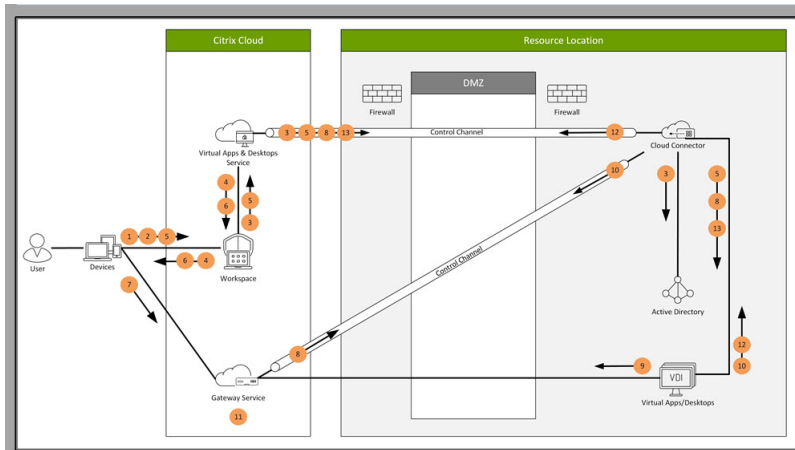 Citrix Cloud
Resource Location
DMZ
Firewall
Firewall
3 5 8 13
Control Channel
12
Virtual Apps & Desktops
Service
Cloud Connector
4
6
5
3
10
3
5
8
13
1 2 5
User
Devices
6 4
Workspace
Control Channel
7
Active Directory
12
10
8
9
VDI
Gateway Service
Virtual Apps/Desktops
11